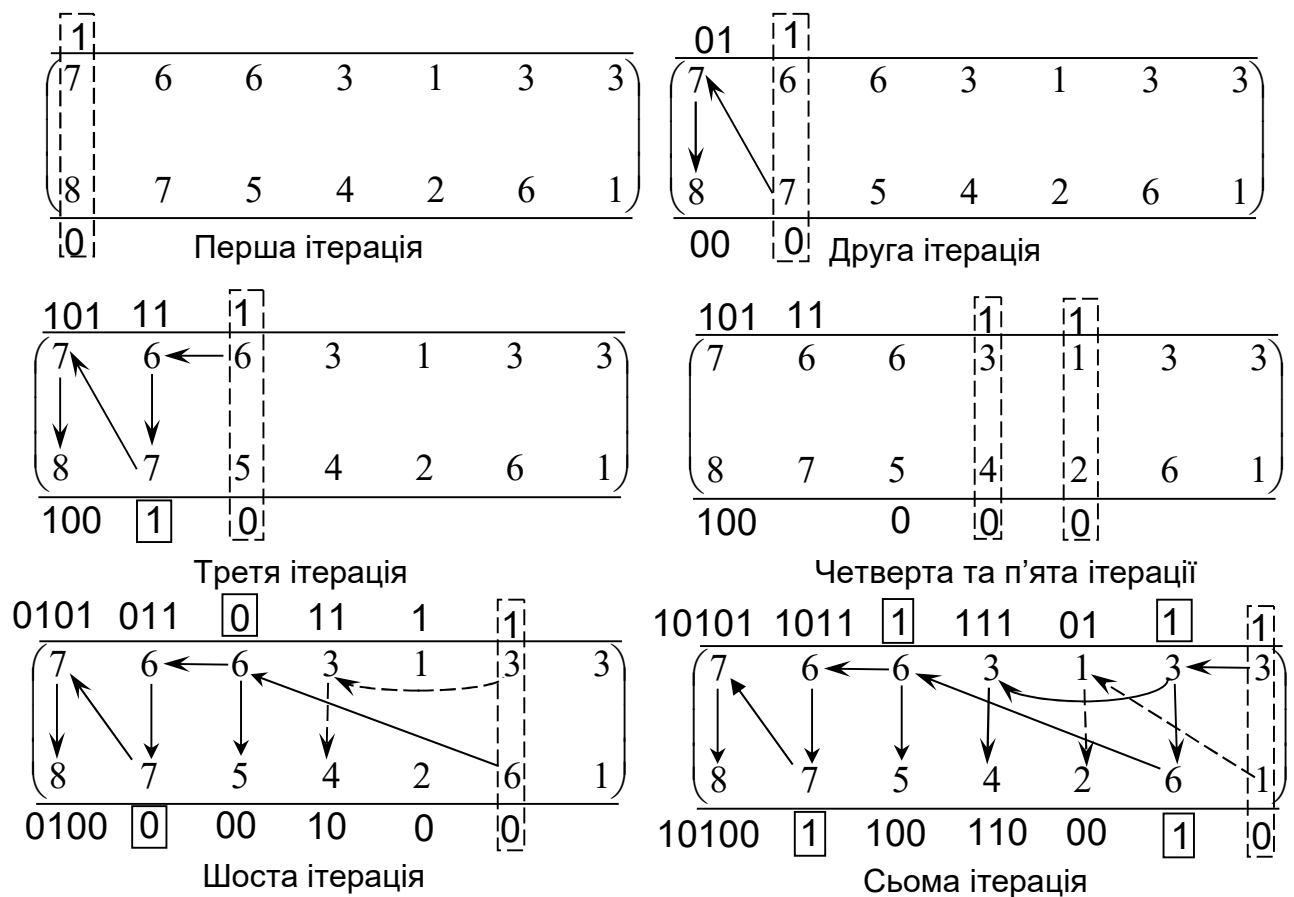 1
7 6 6 3 1 3 3
8 7 5 4 2 6 1
0
Перша ітерація
01 1
7 6 6 3 1 3 3
8 7 5 4 2 6 1
00 0
Друга ітерація
101 11 1
7 6 6 3 1 3 3
8 7 5 4 2 6 1
100 1 0
Третя ітерація
101 11 1 1
7 6 6 3 1 3 3
8 7 5 4 2 6 1
100 0 0 0
Четверта та п’ята ітерації
0101 011 0 11 1 1
7 6 6 3 1 3 3
8 7 5 4 2 6 1
0100 0 00 10 0 0
Шоста ітерація
10101 1011 1 111 01 1 1
7 6 6 3 1 3 3
8 7 5 4 2 6 1
10100 1 100 110 00 1 0
Сьома ітерація